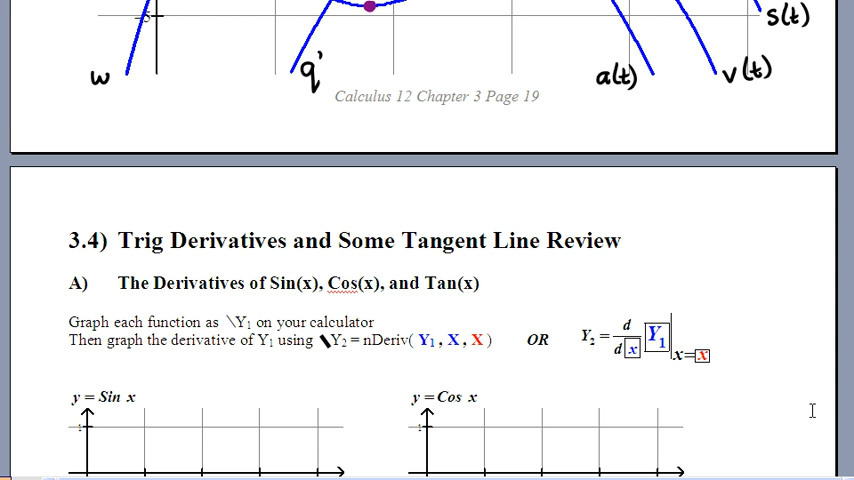 s(t)
w
q'
a(t)
v(t)
Calculus 12 Chapter 3 Page 19
3.4) Trig Derivatives and Some Tangent Line Review
A) The Derivatives of Sin(x), Cos(x), and Tan(x)
Graph each function as \Y₁ on your calculator
Then graph the derivative of Y₁ using \Y₂ = nDeriv( Y₁ , X , X ) OR Y₂ = d/dx Y₁ |x=x
y = Sin x
y = Cos x